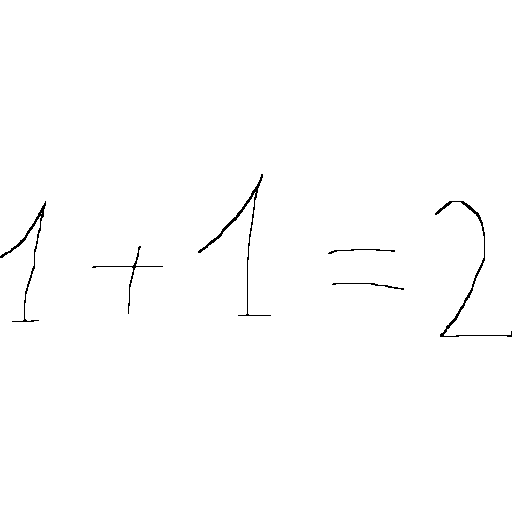 1 + 1 = 2